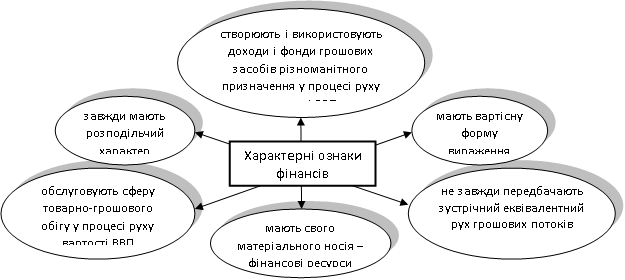 створюють і використовують
доходи і фонди грошових
засобів різноманітного
призначення у процесі руху
завжди мають
розподільчий
характер
мають вартісну
форму
вираження
Характерні ознаки
фінансів
обслуговують сферу
товарно-грошового
обігу у процесі руху
вартості ВВП
мають свого
матеріального носія –
фінансові ресурси
не завжди передбачають
зустрічний еквівалентний
рух грошових потоків